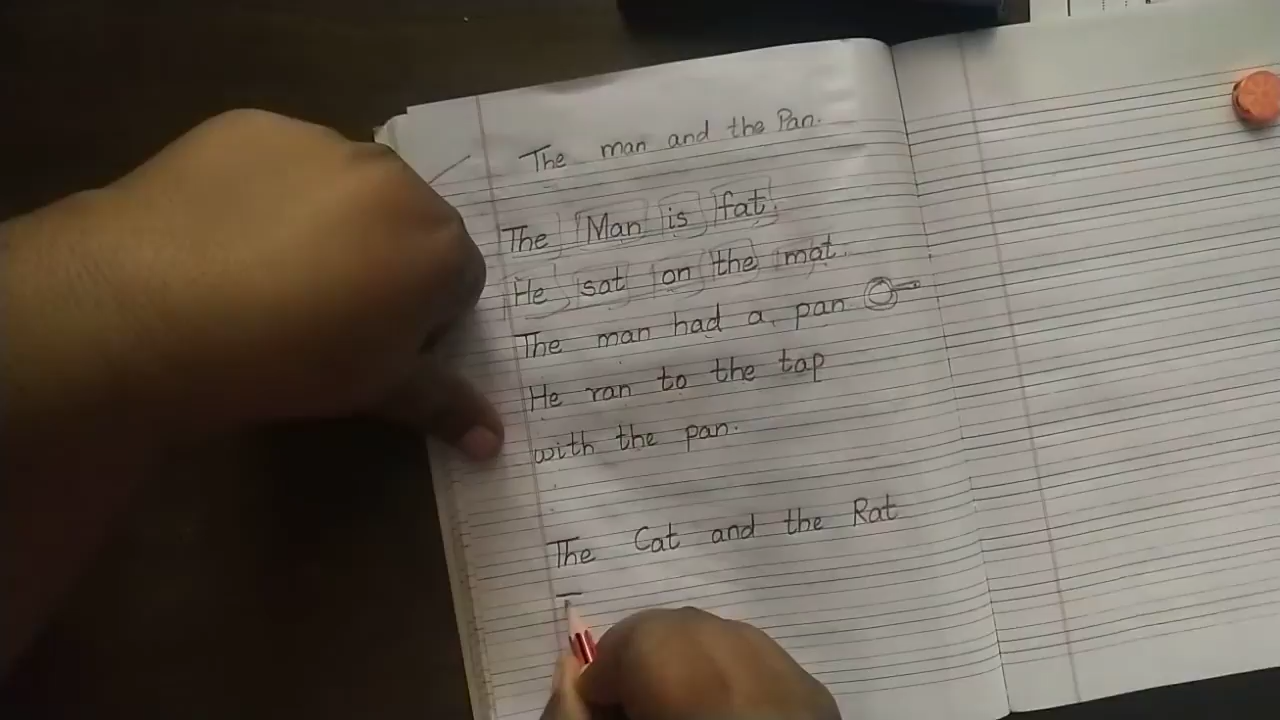 The man and the Pan.
The Man is fat.
He sat on the mat.
The man had a pan
He ran to the tap
with the pan.
The Cat and the Rat